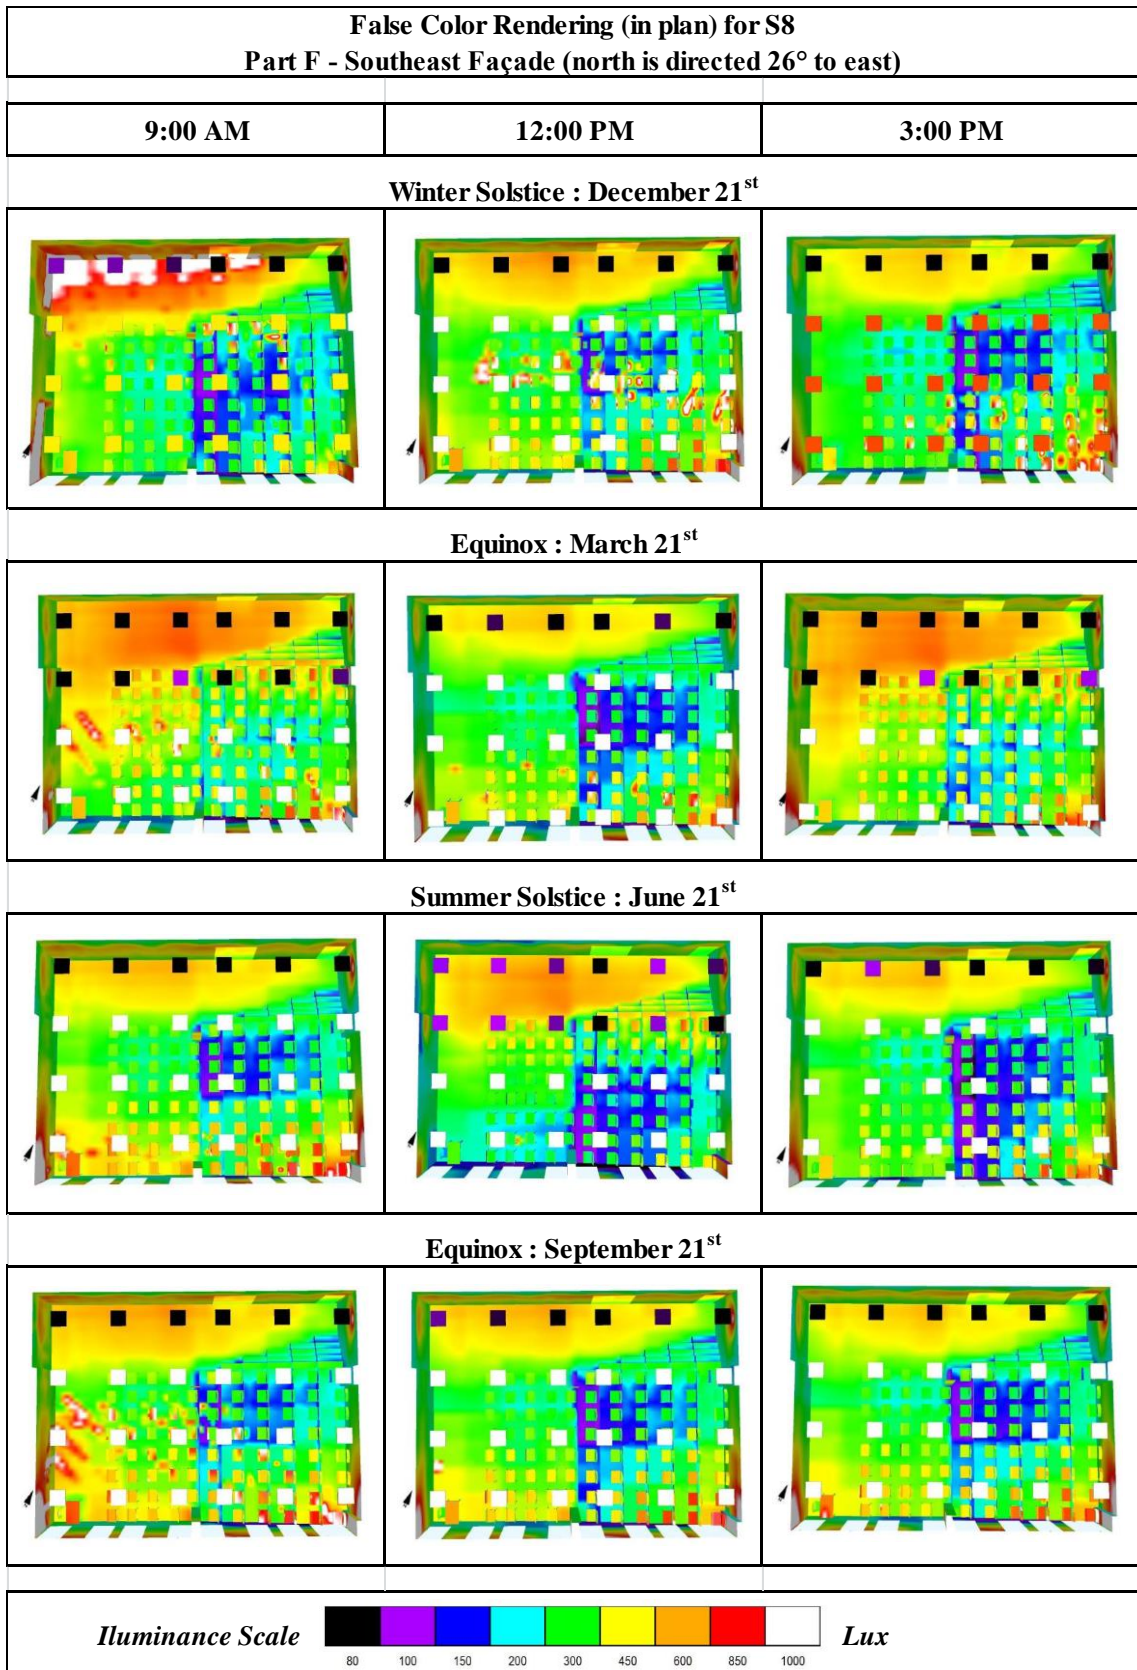 False Color Rendering (in plan) for S8
Part F - Southeast Façade (north is directed 26° to east)
9:00 AM 12:00 PM 3:00 PM
Winter Solstice : December 21st
Equinox : March 21st
Summer Solstice : June 21st
Equinox : September 21st
Iluminance Scale Lux
80 100 150 200 300 450 600 850 1000